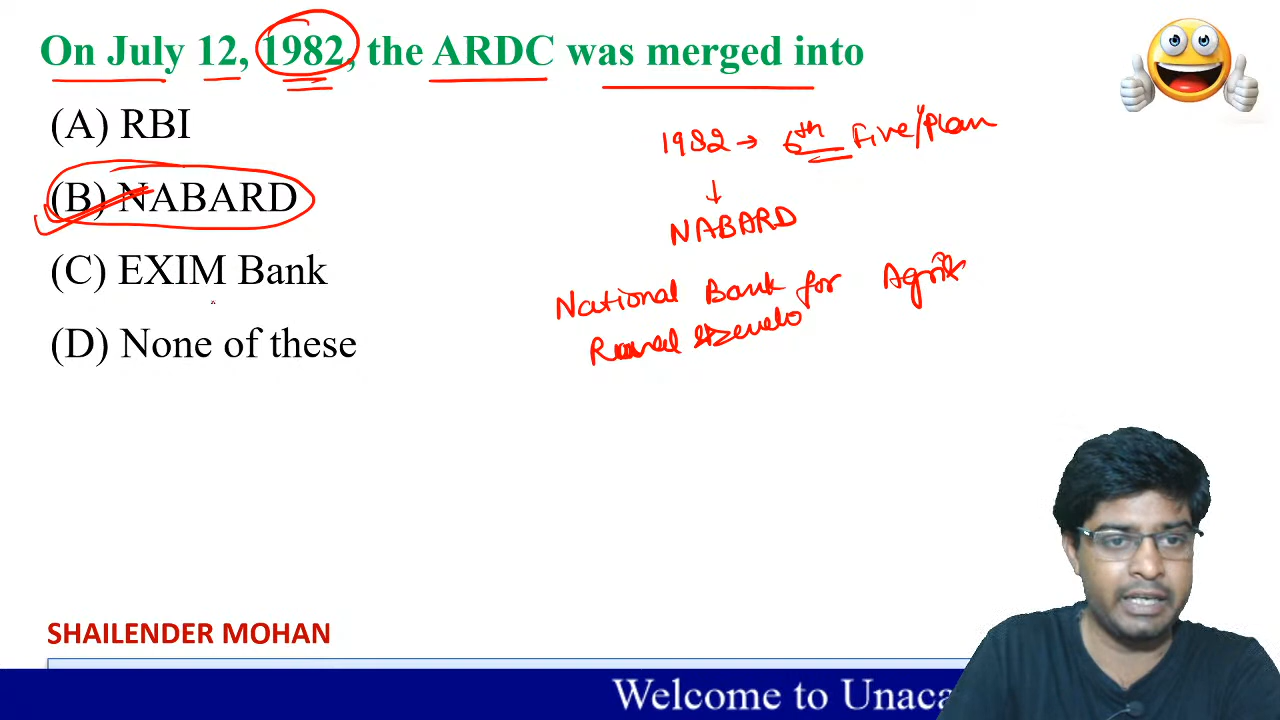 On July 12, 1982, the ARDC was merged into
(A) RBI
(B) NABARD
(C) EXIM Bank
(D) None of these
1982 → 6th Five/Plan
↓
NABARD
National Bank for Agri
Rural Develo
SHAILENDER MOHAN
Welcome to Unaca